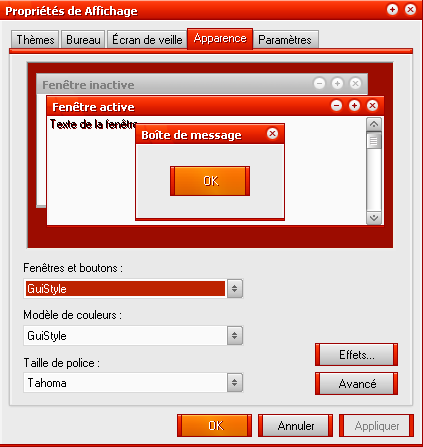 Propriétés de Affichage
Thèmes Bureau Écran de veille Apparence Paramètres
Fenêtre inactive
Fenêtre active
Texte de la fenêtre
Boîte de message
OK
Fenêtres et boutons :
GuiStyle
Modèle de couleurs :
GuiStyle
Taille de police :
Tahoma
Effets...
Avancé
OK Annuler Appliquer